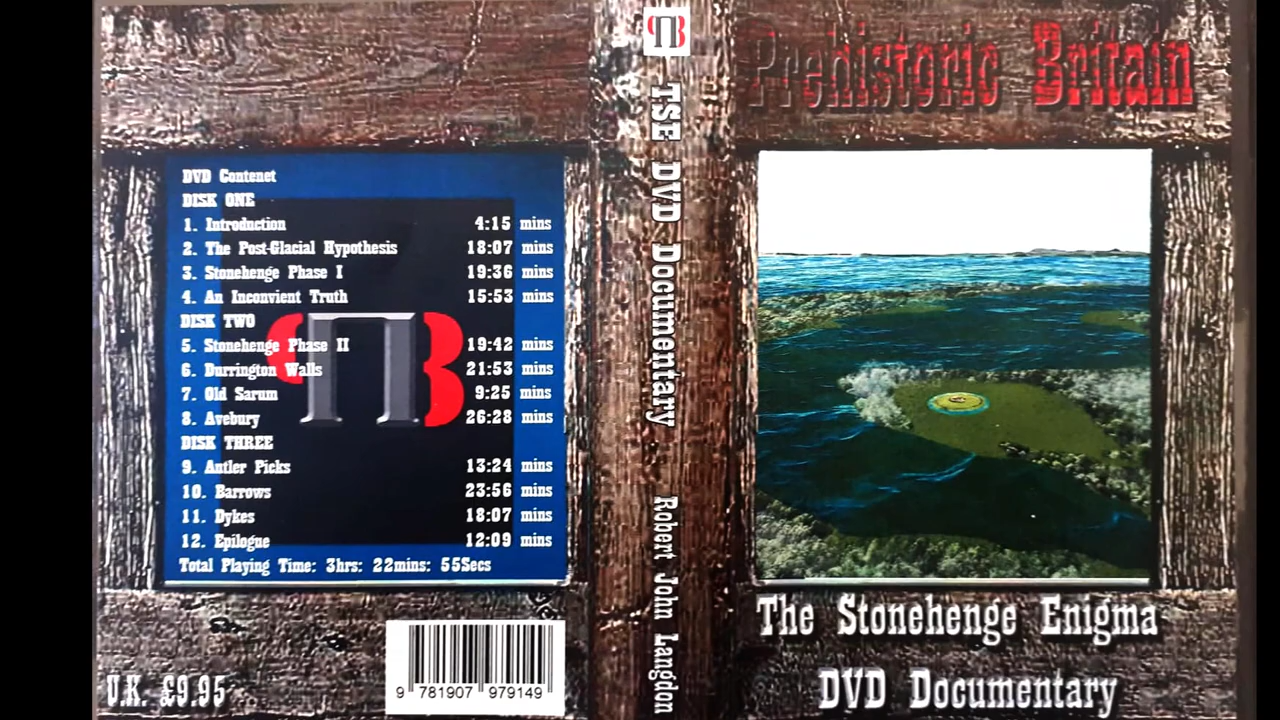 DVD Contenet
DISK ONE
1. Introduction 4:15 mins
2. The Post-Glacial Hypothesis 18:07 mins
3. Stonehenge Phase I 19:36 mins
4. An Inconvient Truth 15:53 mins
DISK TWO
5. Stonehenge Phase II 19:42 mins
6. Durrington Walls 21:53 mins
7. Old Sarum 9:25 mins
8. Avebury 26:28 mins
DISK THREE
9. Antler Picks 13:24 mins
10. Barrows 23:56 mins
11. Dykes 18:07 mins
12. Epilogue 12:09 mins
Total Playing Time: 3hrs: 22mins: 55Secs
U.K. £9.95
9 781907 979149
TSE DVD Documentary
Robert John Langdon
Prehistoric Britain
The Stonehenge Enigma
DVD Documentary